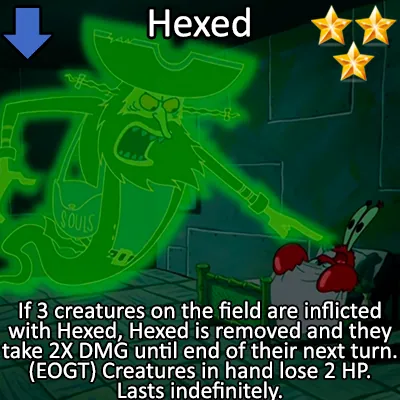 Hexed
SOULS
If 3 creatures on the field are inflicted
with Hexed, Hexed is removed and they
take 2X DMG until end of their next turn.
(EOGT) Creatures in hand lose 2 HP.
Lasts indefinitely.